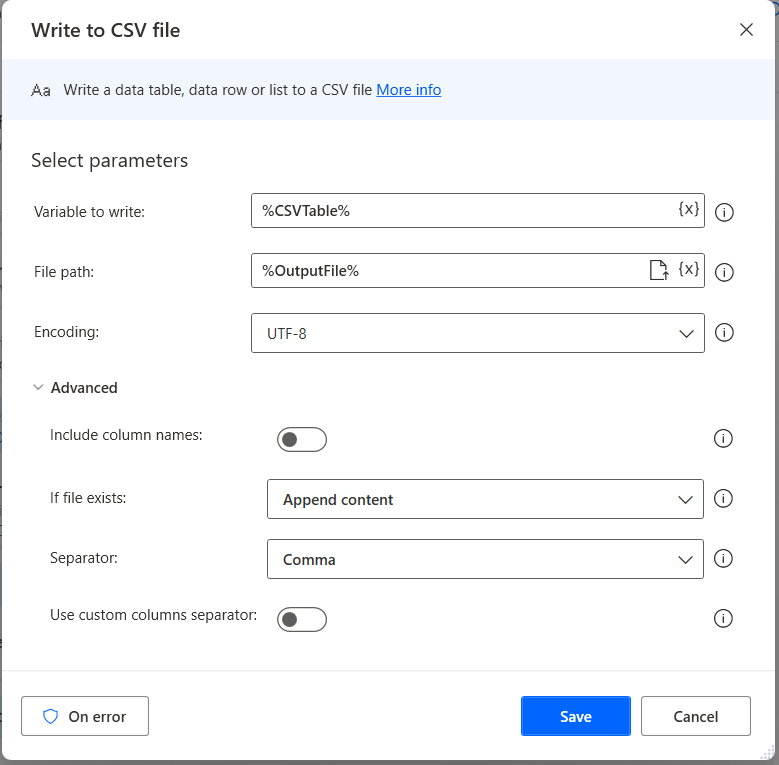 Write to CSV file
Aa Write a data table, data row or list to a CSV file More info
Select parameters
Variable to write: %CSVTable% {x}
File path: %OutputFile% {x}
Encoding: UTF-8
Advanced
Include column names:
If file exists: Append content
Separator: Comma
Use custom columns separator:
On error Save Cancel